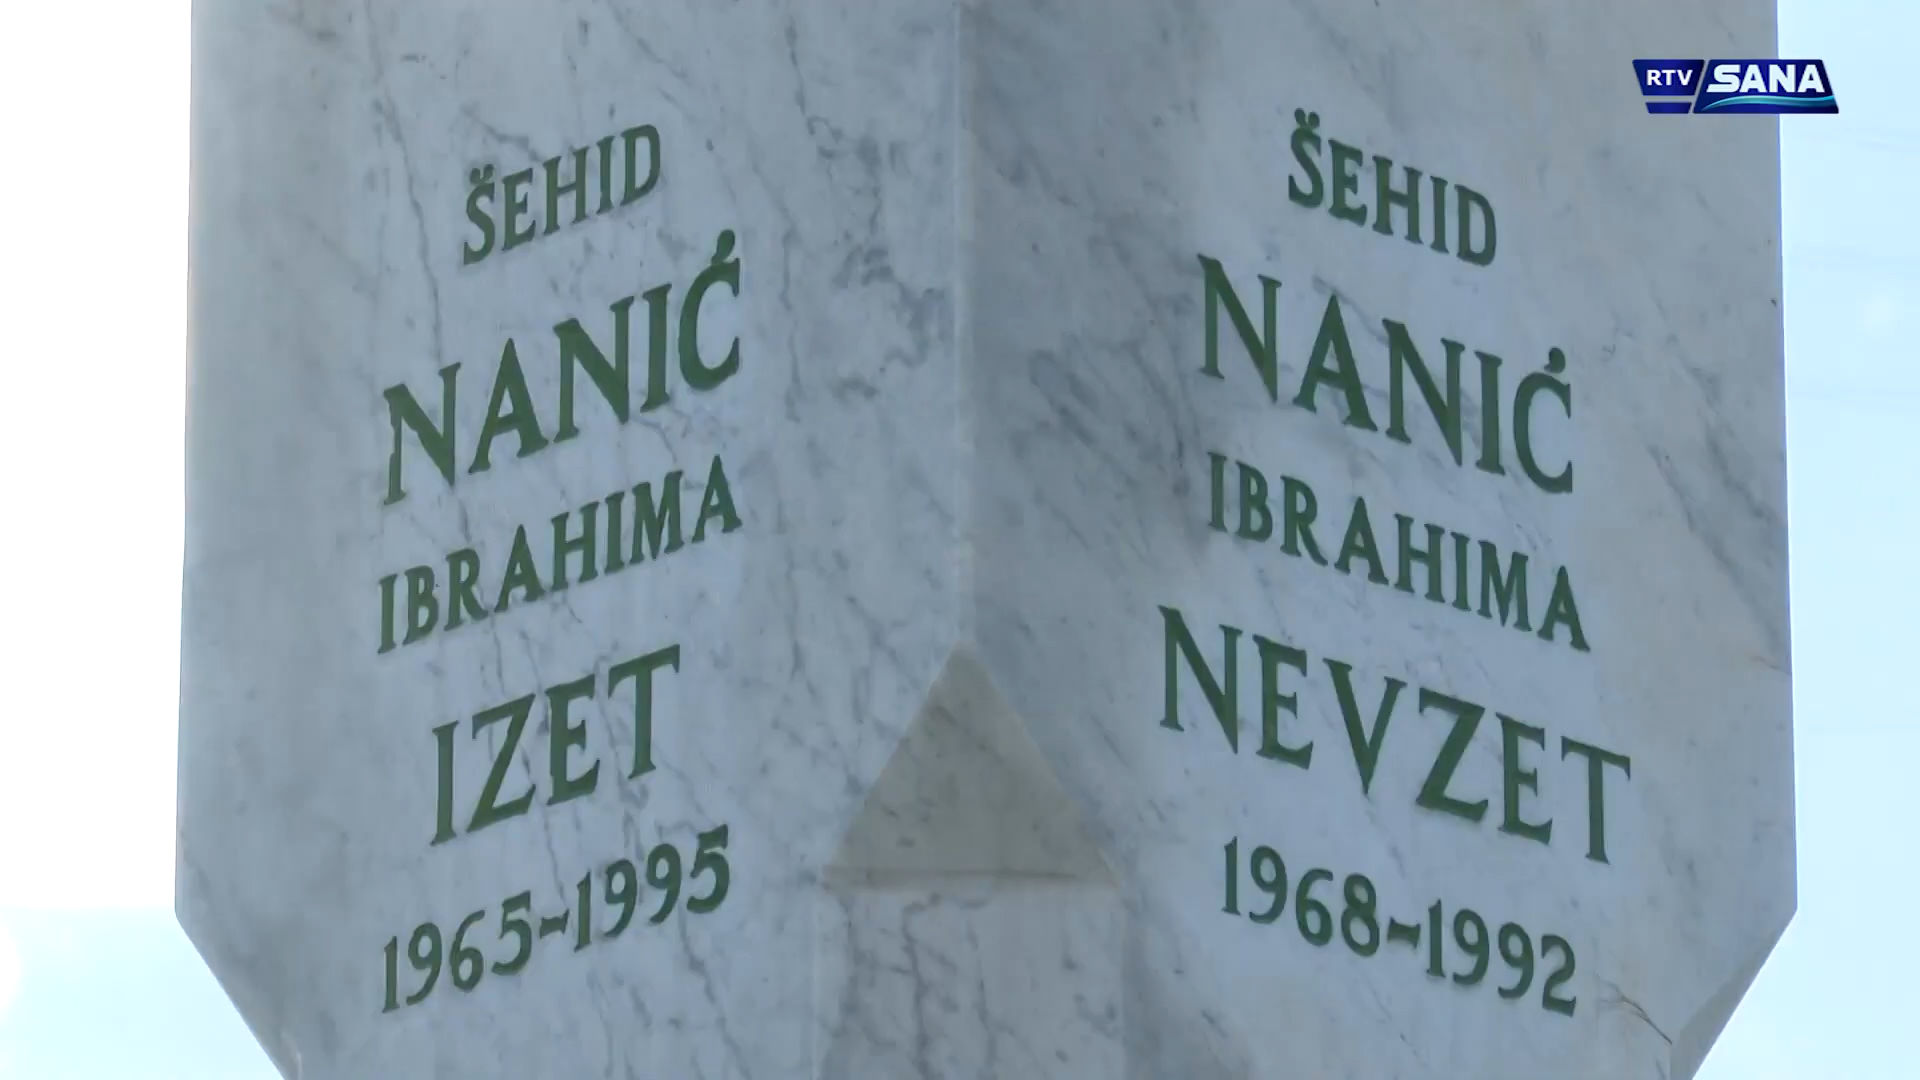 RTV SANA
ŠEHID
NANIĆ
IBRAHIMA
IZET
1965-1995
ŠEHID
NANIĆ
IBRAHIMA
NEVZET
1968-1992